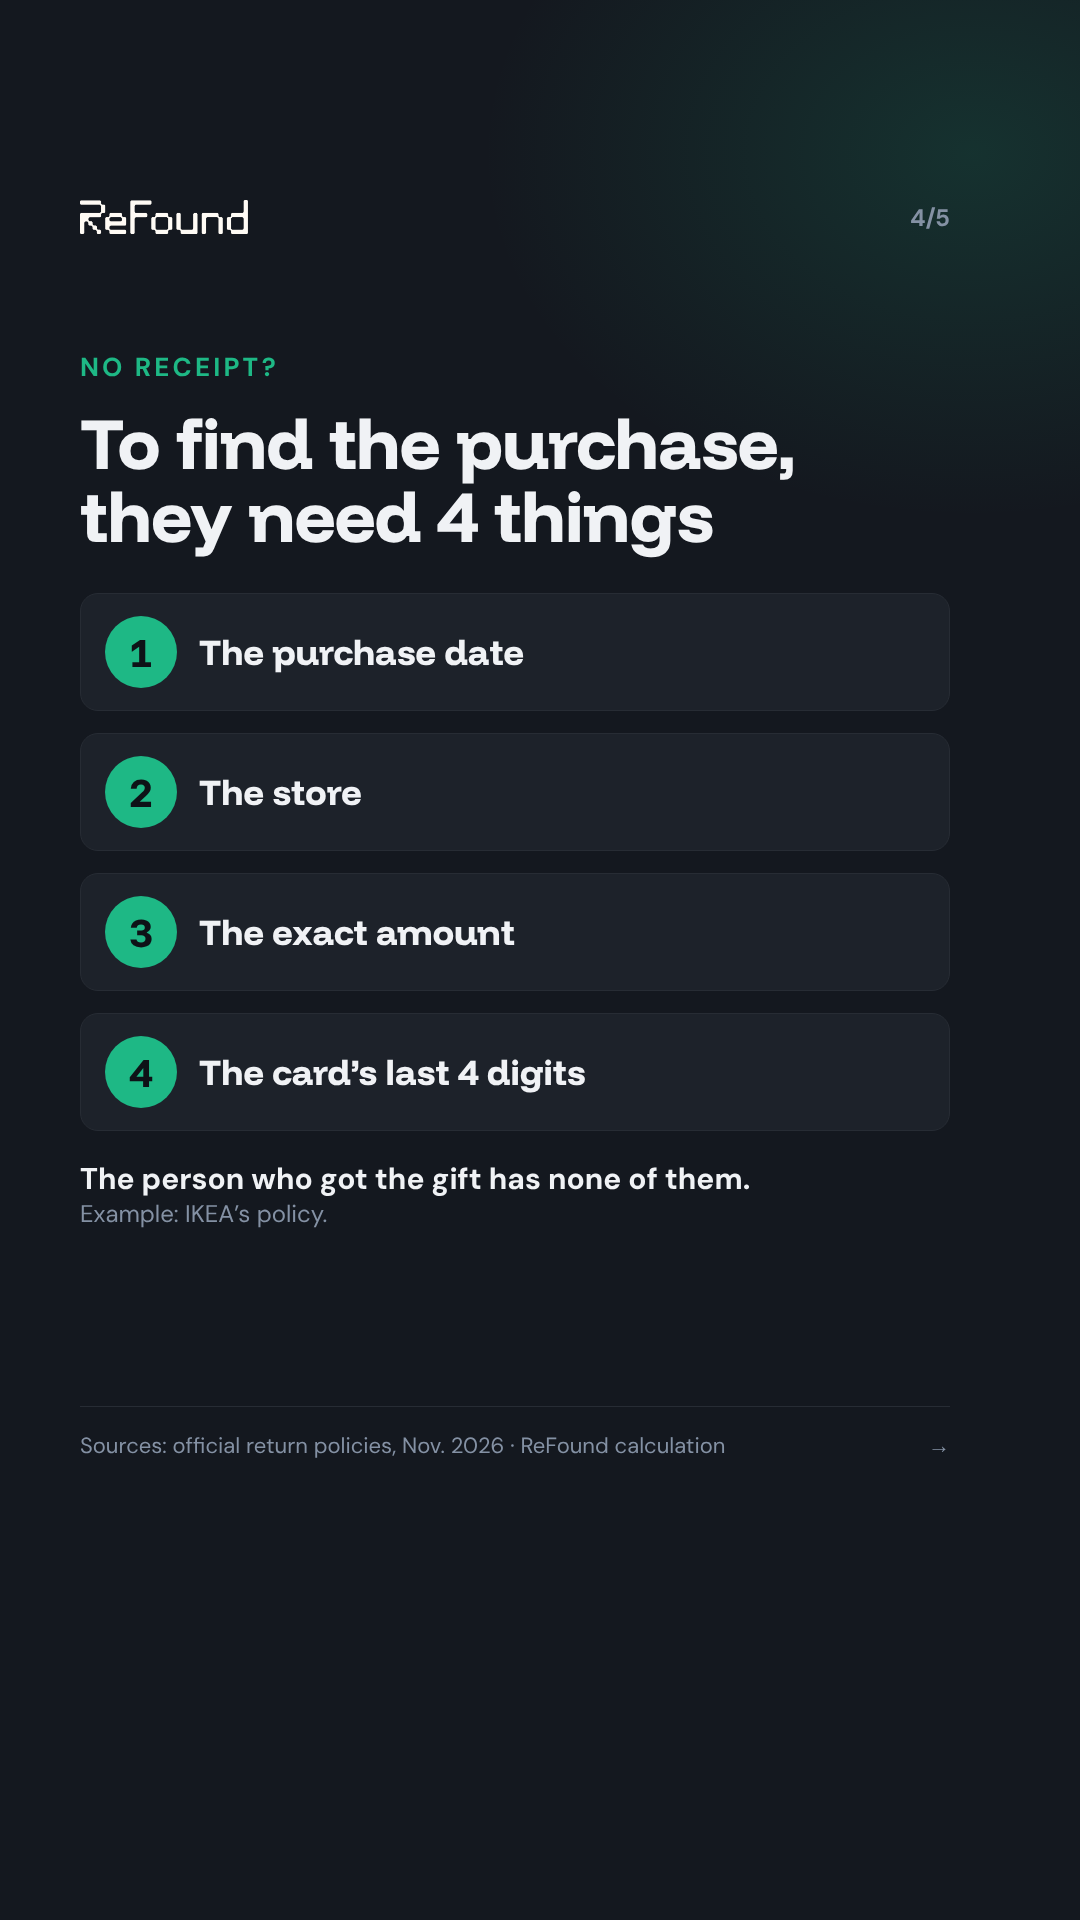 ReFound
4/5
NO RECEIPT?
To find the purchase,
they need 4 things
1 The purchase date
2 The store
3 The exact amount
4 The card’s last 4 digits
The person who got the gift has none of them.
Example: IKEA’s policy.
Sources: official return policies, Nov. 2026 · ReFound calculation →